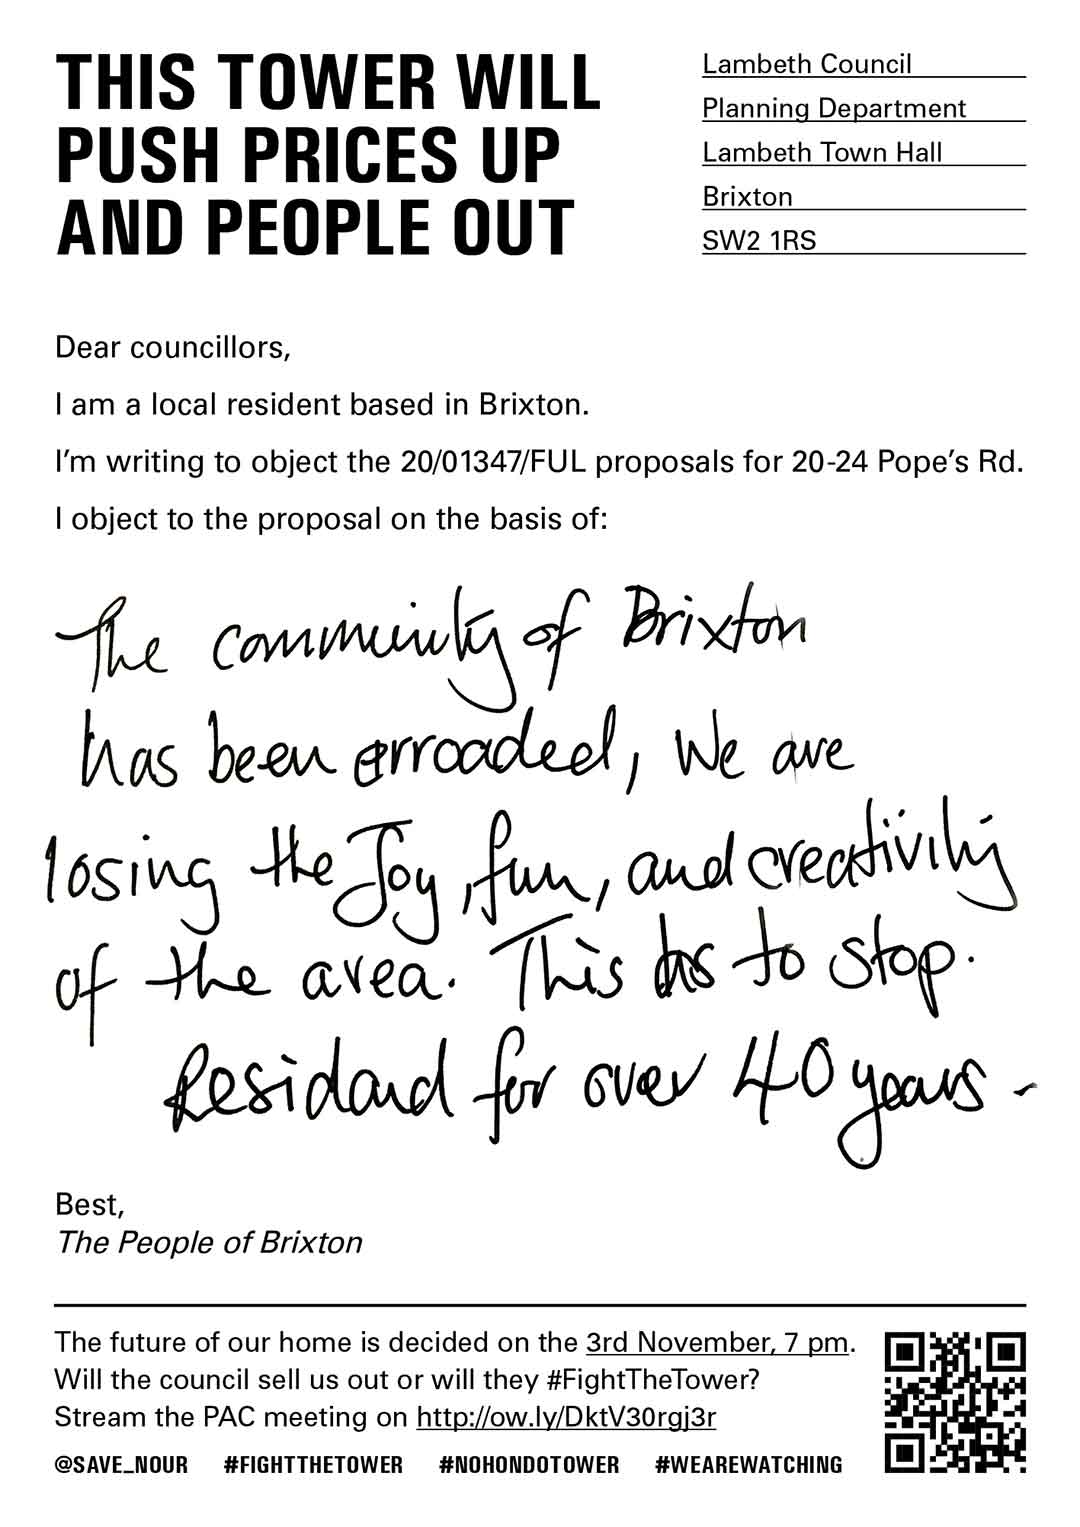 THIS TOWER WILL
PUSH PRICES UP
AND PEOPLE OUT
Lambeth Council
Planning Department
Lambeth Town Hall
Brixton
SW2 1RS
Dear councillors,
I am a local resident based in Brixton.
I'm writing to object the 20/01347/FUL proposals for 20-24 Pope's Rd.
I object to the proposal on the basis of:
The community of Brixton
has been erroaded, We are
losing the Joy, fun, and creativity
of the area. This has to stop.
Residand for over 40 years -
Best,
The People of Brixton
The future of our home is decided on the 3rd November, 7 pm.
Will the council sell us out or will they #FightTheTower?
Stream the PAC meeting on http://ow.ly/DktV30rgj3r
@SAVE_NOUR #FIGHTTHETOWER #NOHONDOTOWER #WEAREWATCHING